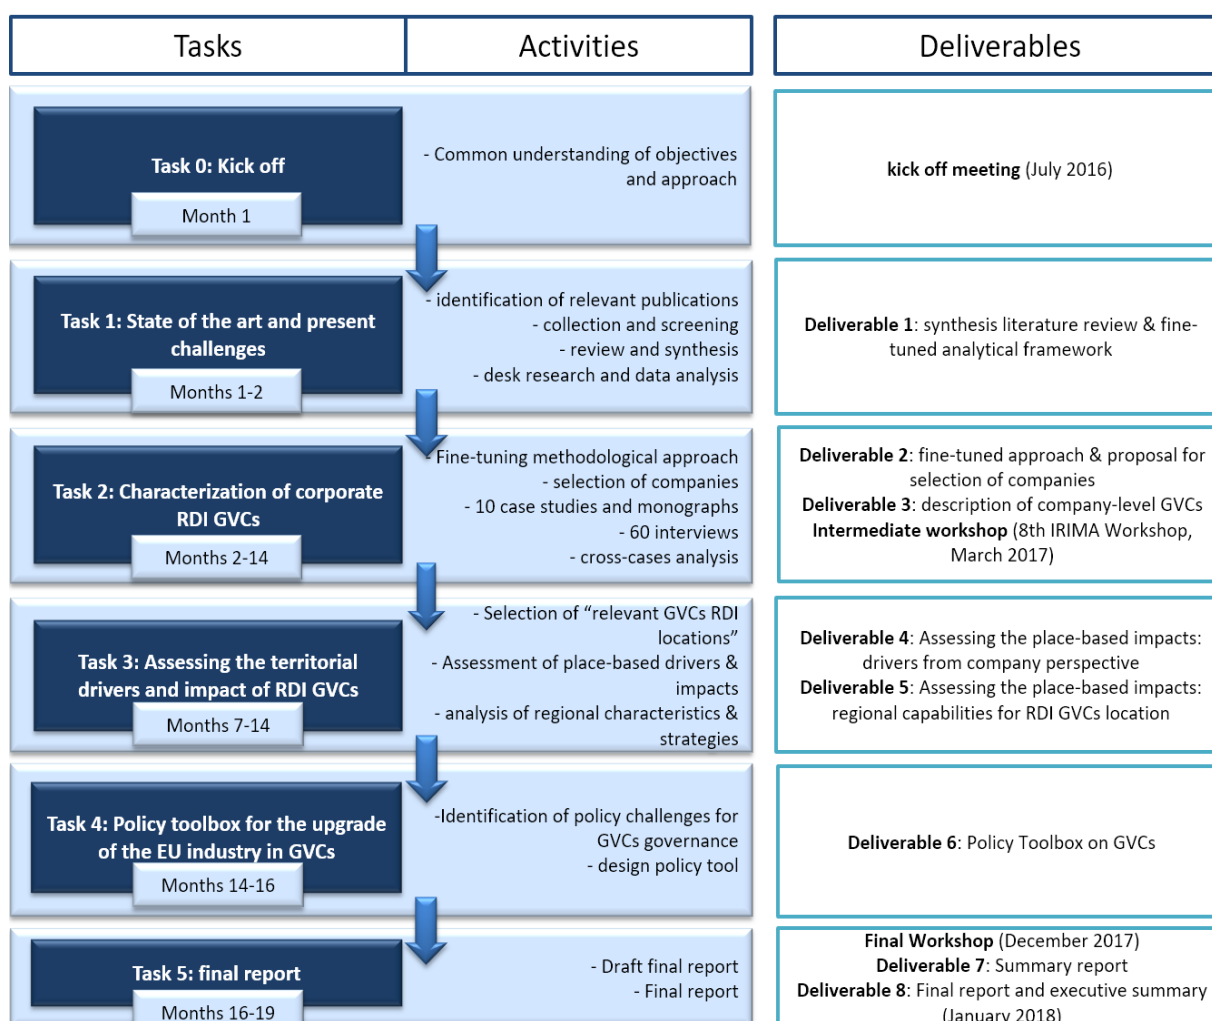 Tasks
Activities
Deliverables
Task 0: Kick off
Month 1
- Common understanding of objectives
and approach
kick off meeting (July 2016)
Task 1: State of the art and present
challenges
Months 1-2
- identification of relevant publications
- collection and screening
- review and synthesis
- desk research and data analysis
Deliverable 1: synthesis literature review & fine-
tuned analytical framework
Task 2: Characterization of corporate
RDI GVCs
Months 2-14
- Fine-tuning methodological approach
- selection of companies
- 10 case studies and monographs
- 60 interviews
- cross-cases analysis
Deliverable 2: fine-tuned approach & proposal for
selection of companies
Deliverable 3: description of company-level GVCs
Intermediate workshop (8th IRIMA Workshop,
March 2017)
Task 3: Assessing the territorial
drivers and impact of RDI GVCs
Months 7-14
- Selection of “relevant GVCs RDI
locations”
- Assessment of place-based drivers &
impacts
- analysis of regional characteristics &
strategies
Deliverable 4: Assessing the place-based impacts:
drivers from company perspective
Deliverable 5: Assessing the place-based impacts:
regional capabilities for RDI GVCs location
Task 4: Policy toolbox for the upgrade
of the EU industry in GVCs
Months 14-16
-Identification of policy challenges for
GVCs governance
- design policy tool
Deliverable 6: Policy Toolbox on GVCs
Task 5: final report
Months 16-19
- Draft final report
- Final report
Final Workshop (December 2017)
Deliverable 7: Summary report
Deliverable 8: Final report and executive summary
(January 2018)